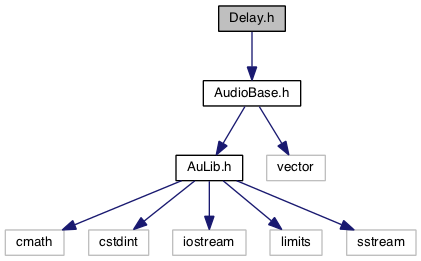 Delay.h
AudioBase.h
AuLib.h
vector
cmath
cstdint
iostream
limits
sstream